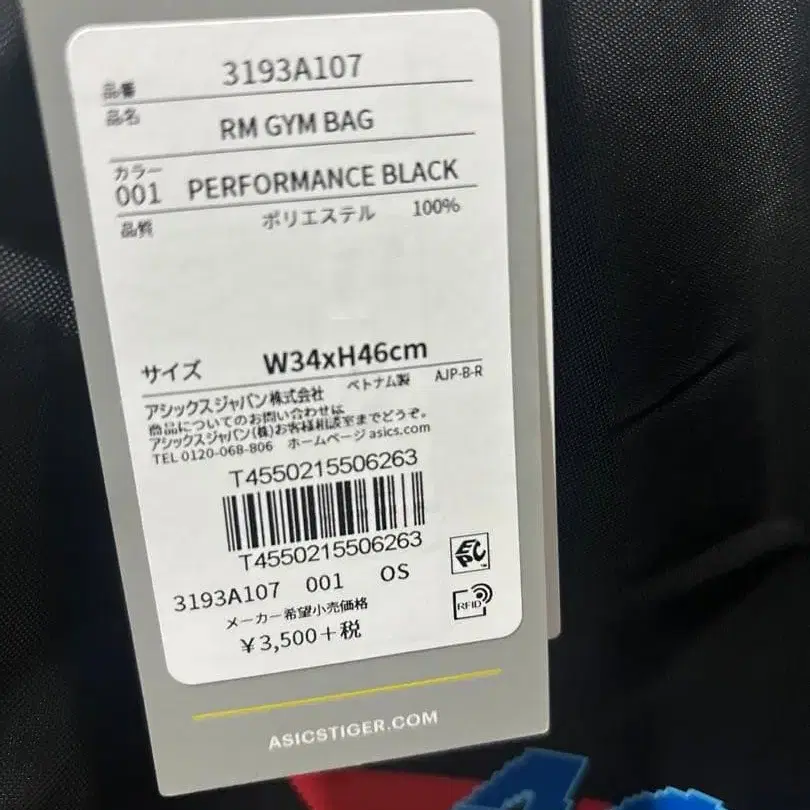 品番 3193A107
品名 RM GYM BAG
カラー
001 PERFORMANCE BLACK
品質 ポリエステル 100%
サイズ W34xH46cm
アシックスジャパン株式会社 ベトナム製 AJP-B-R
商品についてのお問い合わせは
アシックスジャパン(株)お客様相談室までどうぞ。
TEL 0120-068-806 ホームページ asics.com
T4550215506263
T4550215506263
3193A107 001 OS
EPC
RFID
メーカー希望小売価格
¥3,500+税
ASICSTIGER.COM